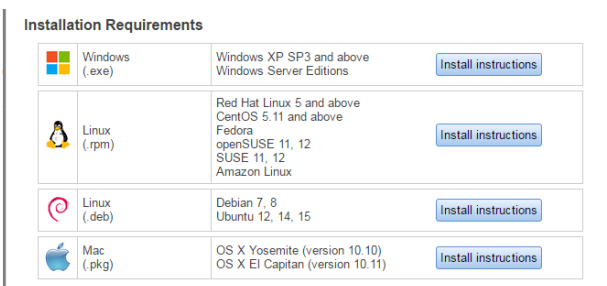 Installation Requirements
Windows
(.exe)
Windows XP SP3 and above
Windows Server Editions
Install instructions
Linux
(.rpm)
Red Hat Linux 5 and above
CentOS 5.11 and above
Fedora
openSUSE 11, 12
SUSE 11, 12
Amazon Linux
Install instructions
Linux
(.deb)
Debian 7, 8
Ubuntu 12, 14, 15
Install instructions
Mac
(.pkg)
OS X Yosemite (version 10.10)
OS X El Capitan (version 10.11)
Install instructions